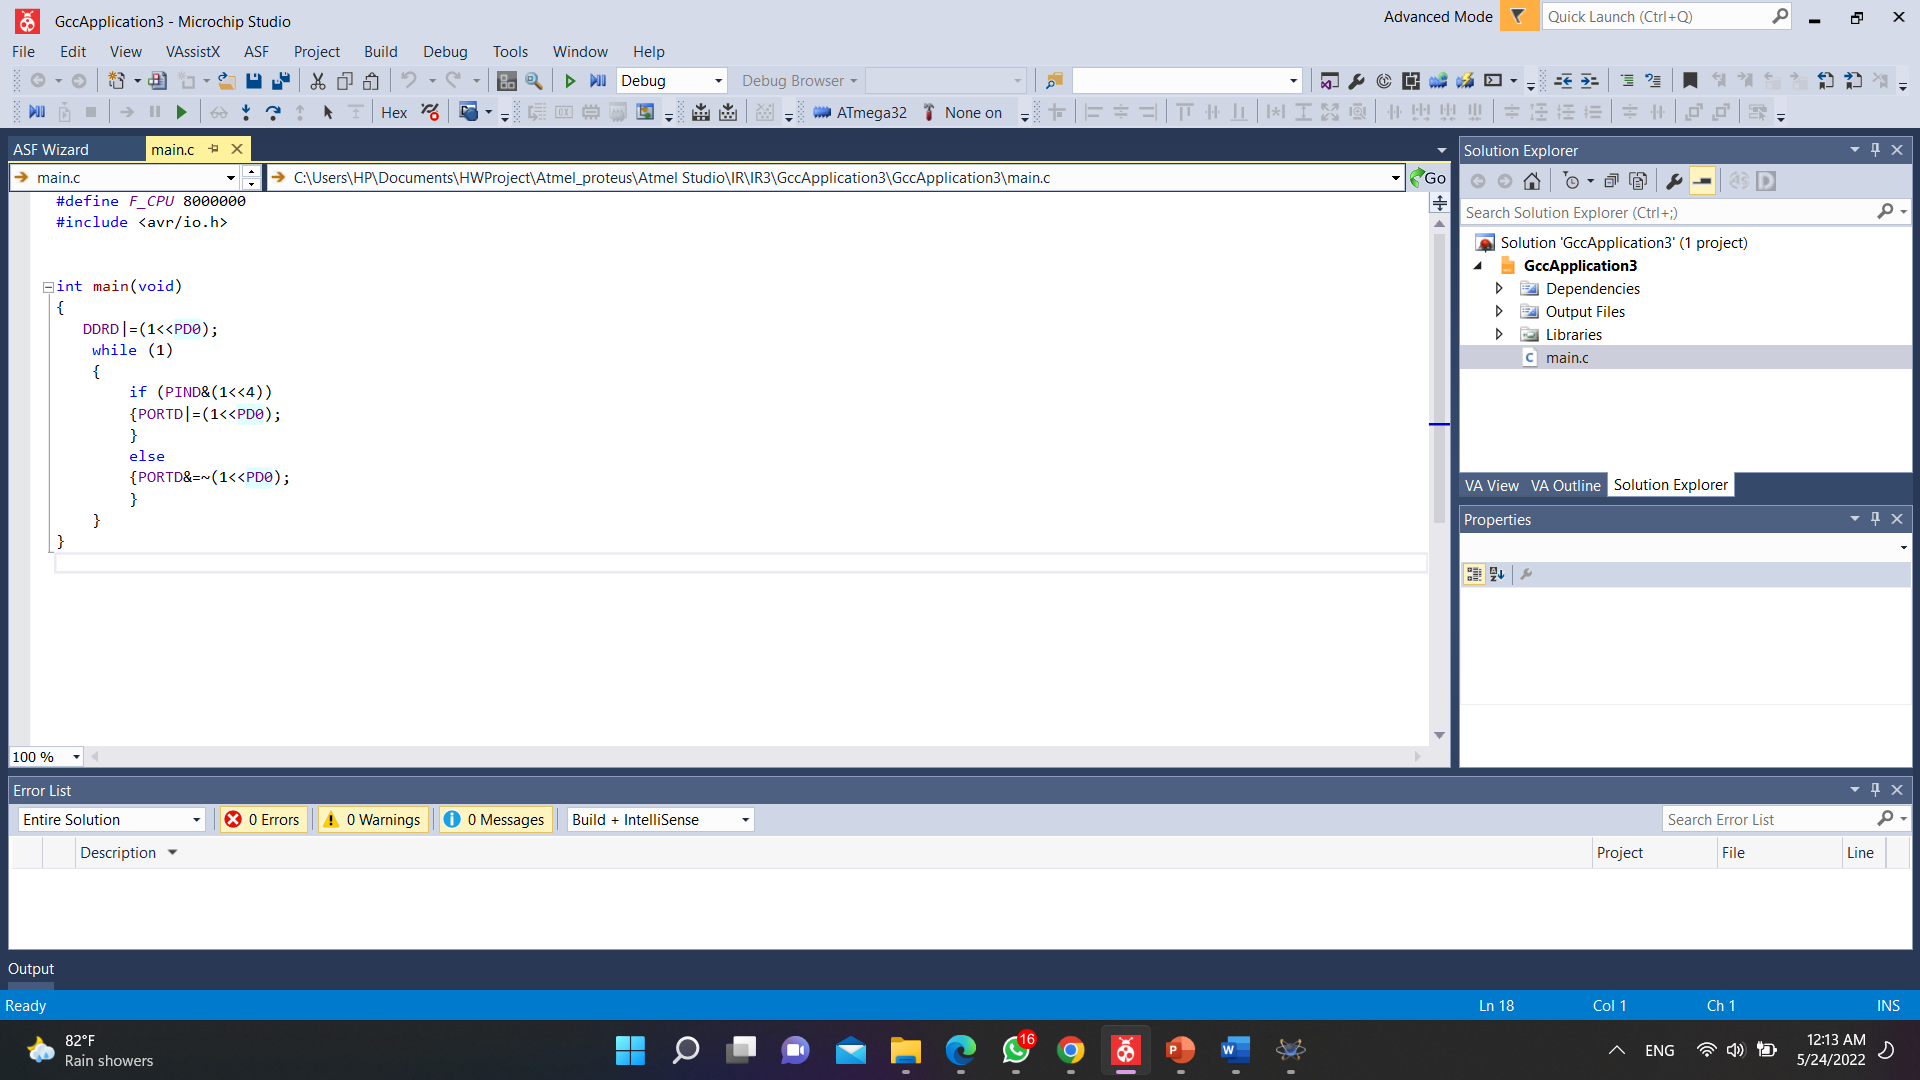 GccApplication3 - Microchip Studio
Advanced Mode
Quick Launch (Ctrl+Q)
File Edit View VAssistX ASF Project Build Debug Tools Window Help
Debug Debug Browser
Hex ATmega32 None on
ASF Wizard main.c
main.c C:\Users\HP\Documents\HWProject\Atmel_proteus\Atmel Studio\IR\IR3\GccApplication3\GccApplication3\main.c Go
#define F_CPU 8000000
#include <avr/io.h>
int main(void)
{
DDRD|=(1<<PD0);
while (1)
{
if (PIND&(1<<4))
{PORTD|=(1<<PD0);
}
else
{PORTD&=~(1<<PD0);
}
}
}
100 %
Solution Explorer
Search Solution Explorer (Ctrl+;)
Solution 'GccApplication3' (1 project)
GccApplication3
Dependencies
Output Files
Libraries
main.c
VA View VA Outline Solution Explorer
Properties
Error List
Entire Solution 0 Errors 0 Warnings 0 Messages Build + IntelliSense Search Error List
Description Project File Line
Output
Ready Ln 18 Col 1 Ch 1 INS
82°F
Rain showers
16
ENG
12:13 AM
5/24/2022